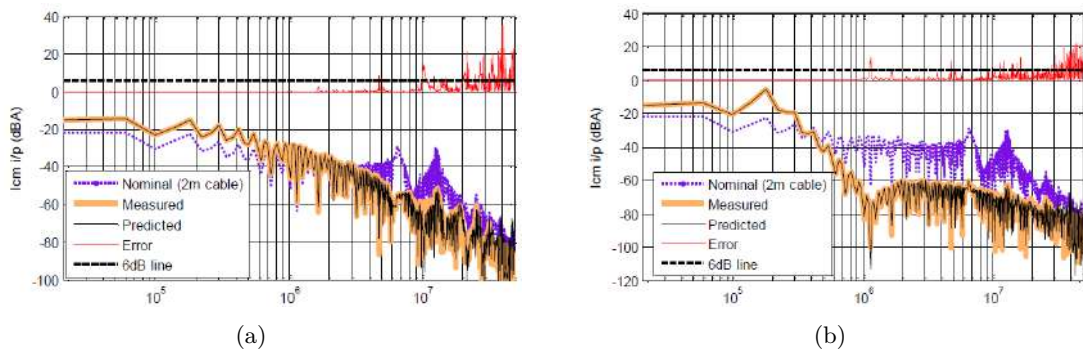 40
20
0
-20
-40
-60
-80
-100
Icm i/p (dBA)
Nominal (2m cable)
Measured
Predicted
Error
6dB line
10^5
10^6
10^7
(a)
40
20
0
-20
-40
-60
-80
-100
-120
Icm i/p (dBA)
Nominal (2m cable)
Measured
Predicted
Error
6dB line
10^5
10^6
10^7
(b)